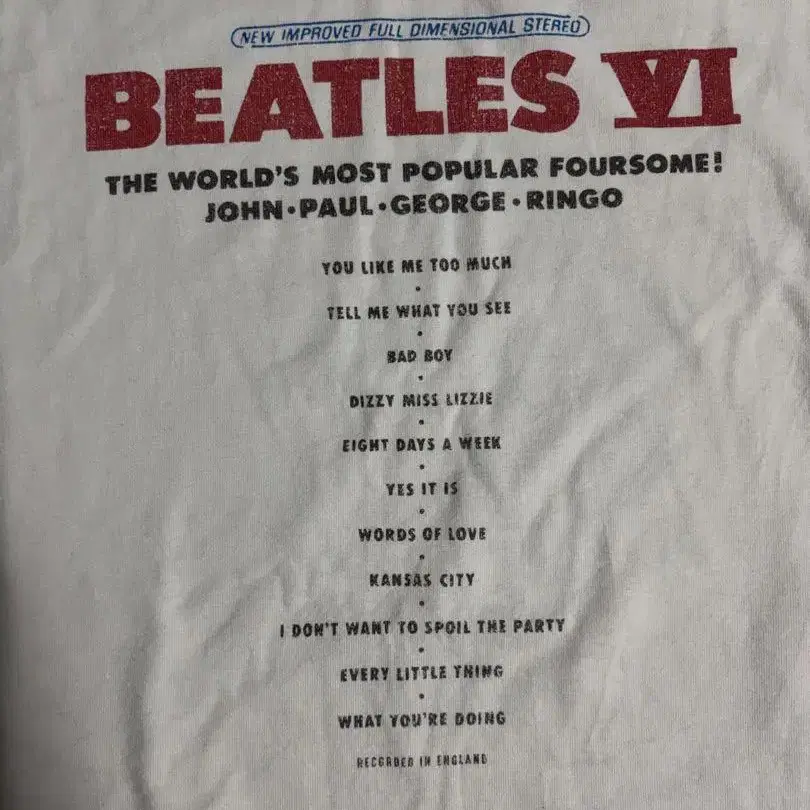 NEW IMPROVED FULL DIMENSIONAL STEREO
BEATLES VI
THE WORLD'S MOST POPULAR FOURSOME!
JOHN•PAUL•GEORGE•RINGO
YOU LIKE ME TOO MUCH
•
TELL ME WHAT YOU SEE
•
BAD BOY
•
DIZZY MISS LIZZIE
•
EIGHT DAYS A WEEK
•
YES IT IS
•
WORDS OF LOVE
•
KANSAS CITY
•
I DON'T WANT TO SPOIL THE PARTY
•
EVERY LITTLE THING
•
WHAT YOU'RE DOING
RECORDED IN ENGLAND